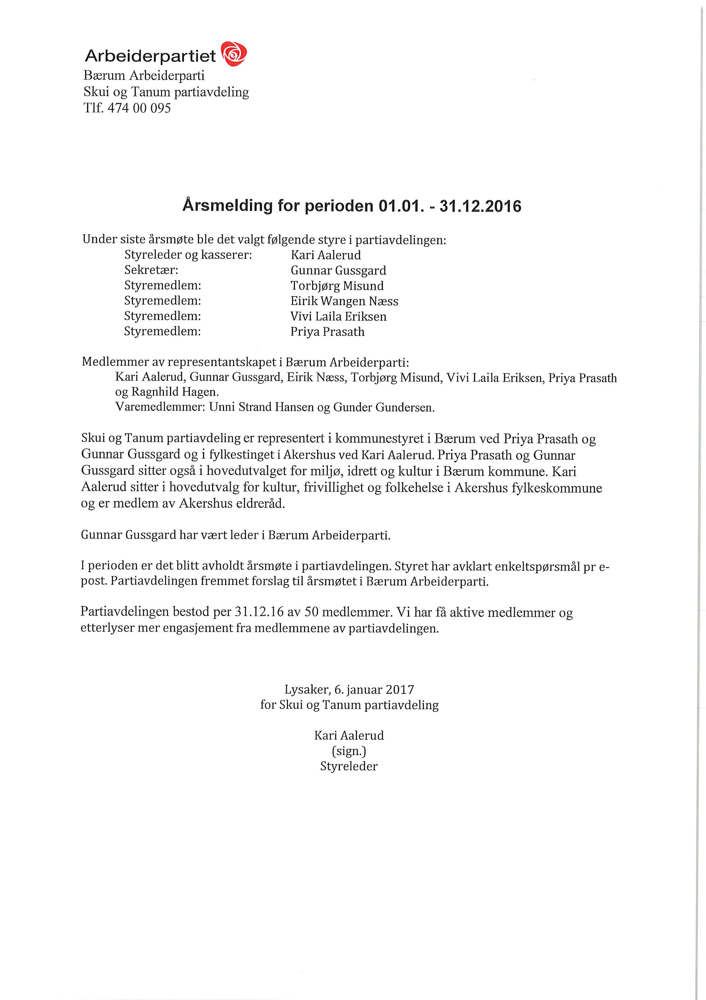 Arbeiderpartiet
Bærum Arbeiderparti
Skui og Tanum partiavdeling
Tlf. 474 00 095
Årsmelding for perioden 01.01. - 31.12.2016
Under siste årsmøte ble det valgt følgende styre i partiavdelingen:
Styreleder og kasserer: Kari Aalerud
Sekretær: Gunnar Gussgard
Styremedlem: Torbjørg Misund
Styremedlem: Eirik Wangen Næss
Styremedlem: Vivi Laila Eriksen
Styremedlem: Priya Prasath
Medlemmer av representantskapet i Bærum Arbeiderparti:
Kari Aalerud, Gunnar Gussgard, Eirik Næss, Torbjørg Misund, Vivi Laila Eriksen, Priya Prasath
og Ragnhild Hagen.
Varemedlemmer: Unni Strand Hansen og Gunder Gundersen.
Skui og Tanum partiavdeling er representert i kommunestyret i Bærum ved Priya Prasath og
Gunnar Gussgard og i fylkestinget i Akershus ved Kari Aalerud. Priya Prasath og Gunnar
Gussgard sitter også i hovedutvalget for miljø, idrett og kultur i Bærum kommune. Kari
Aalerud sitter i hovedutvalg for kultur, frivillighet og folkehelse i Akershus fylkeskommune
og er medlem av Akershus eldreråd.
Gunnar Gussgard har vært leder i Bærum Arbeiderparti.
I perioden er det blitt avholdt årsmøte i partiavdelingen. Styret har avklart enkeltspørsmål pr e-
post. Partiavdelingen fremmet forslag til årsmøtet i Bærum Arbeiderparti.
Partiavdelingen bestod per 31.12.16 av 50 medlemmer. Vi har få aktive medlemmer og
etterlyser mer engasjement fra medlemmene av partiavdelingen.
Lysaker, 6. januar 2017
for Skui og Tanum partiavdeling
Kari Aalerud
(sign.)
Styreleder